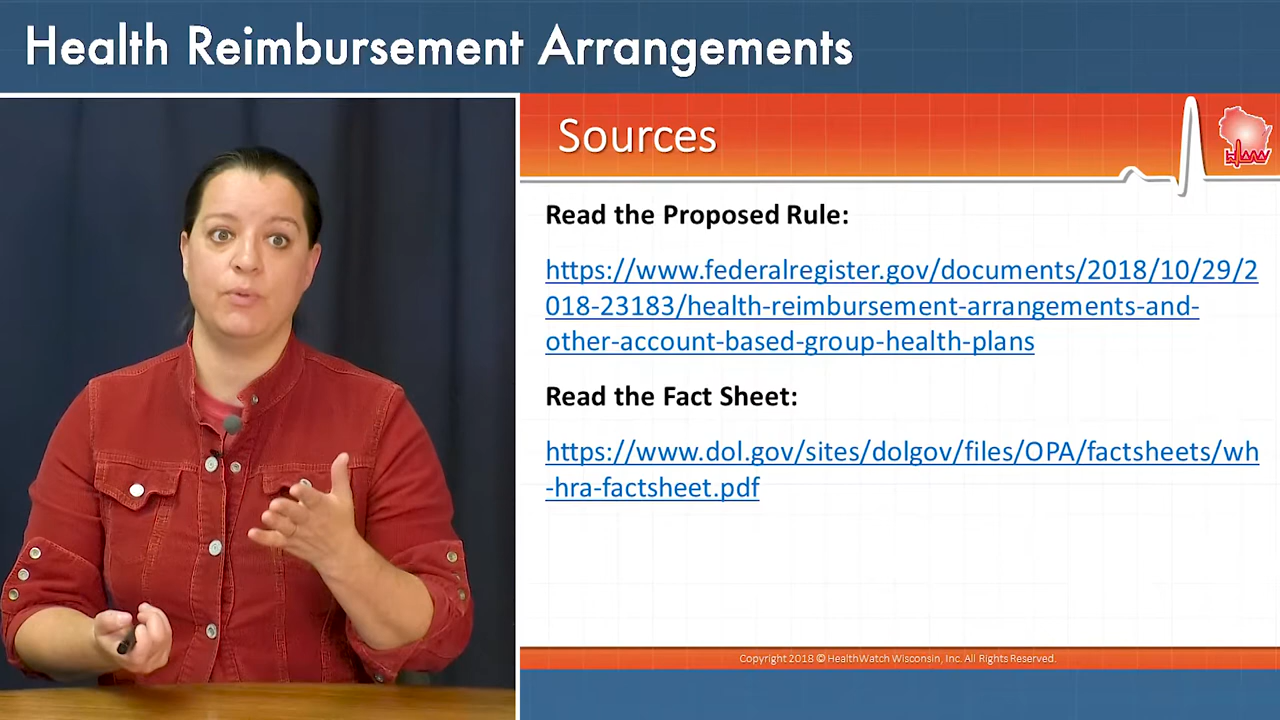 Health Reimbursement Arrangements
Sources
Read the Proposed Rule:
https://www.federalregister.gov/documents/2018/10/29/2
018-23183/health-reimbursement-arrangements-and-
other-account-based-group-health-plans
Read the Fact Sheet:
https://www.dol.gov/sites/dolgov/files/OPA/factsheets/wh
-hra-factsheet.pdf
Copyright 2018 © HealthWatch Wisconsin, Inc. All Rights Reserved.